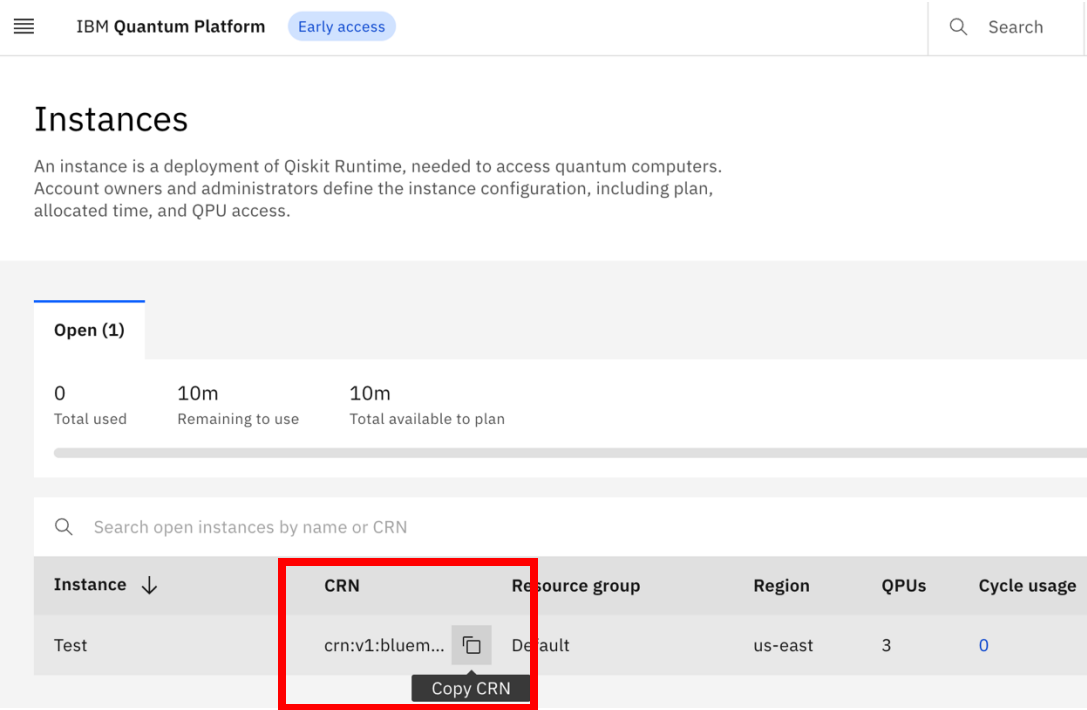 IBM Quantum Platform Early access Search
Instances
An instance is a deployment of Qiskit Runtime, needed to access quantum computers.
Account owners and administrators define the instance configuration, including plan,
allocated time, and QPU access.
Open (1)
0 10m 10m
Total used Remaining to use Total available to plan
Search open instances by name or CRN
Instance CRN Resource group Region QPUs Cycle usage
Test crn:v1:bluem... Default us-east 3 0
Copy CRN